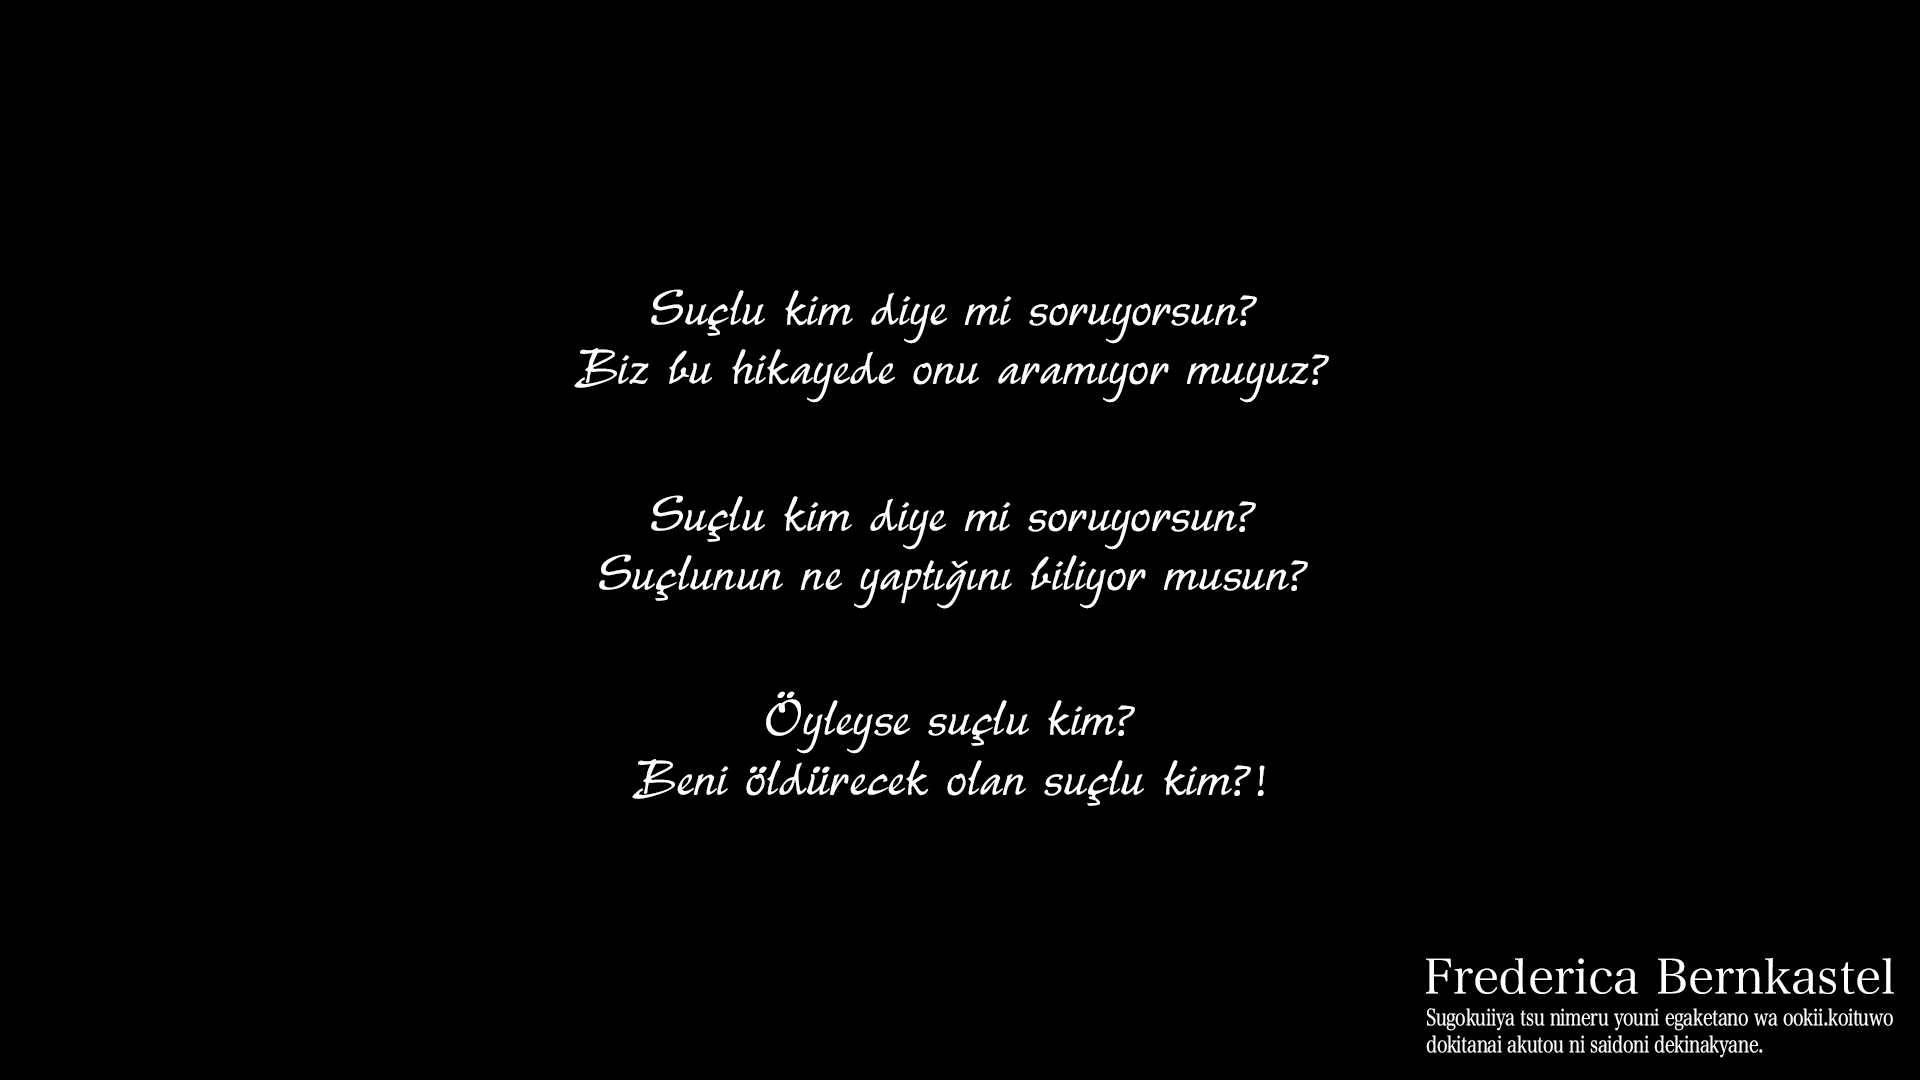 Suçlu kim diye mi soruyorsun?
Biz bu hikayede onu aramıyor muyuz?
Suçlu kim diye mi soruyorsun?
Suçlunun ne yaptığını biliyor musun?
Öyleyse suçlu kim?
Beni öldürecek olan suçlu kim?!
Frederica Bernkastel
Sugokuiiya tsu nimeru youni egaketano wa ookii.koituwo
dokitanai akutou ni saidoni dekinakyane.